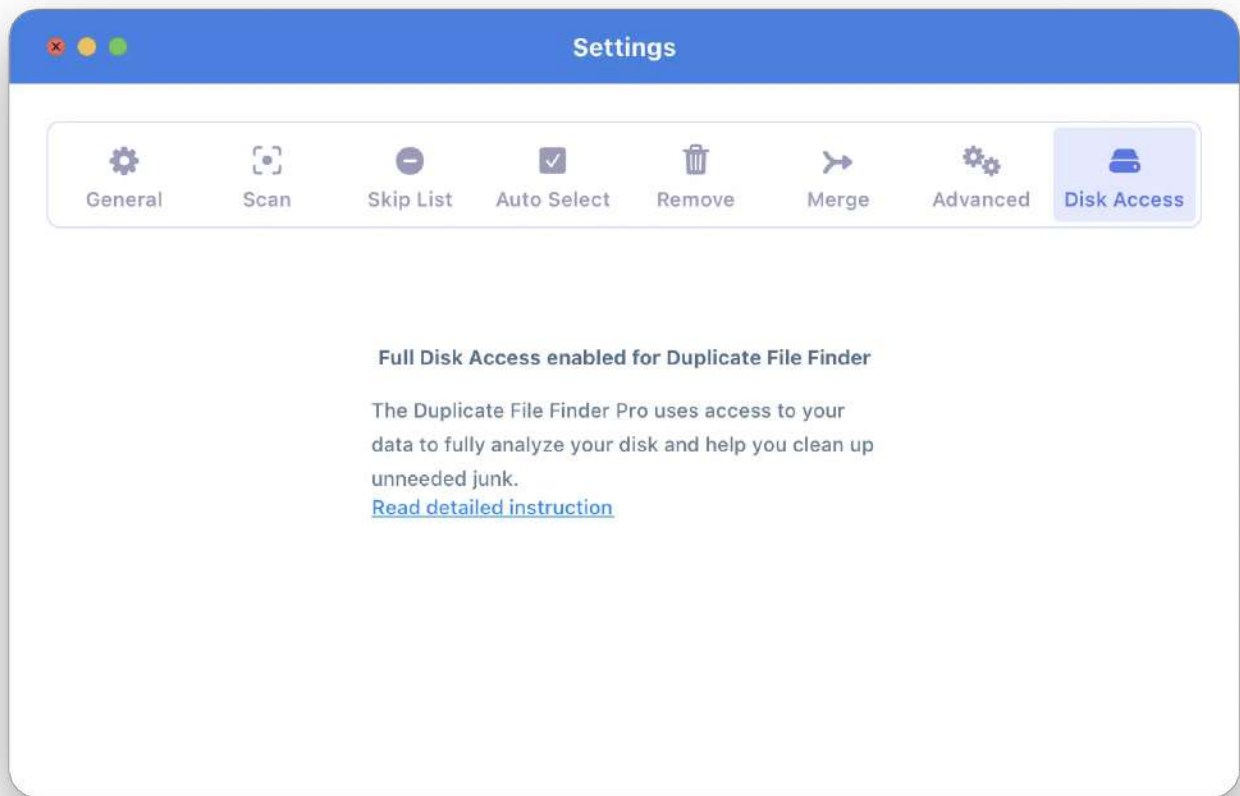 Settings
General
Scan
Skip List
Auto Select
Remove
Merge
Advanced
Disk Access
Full Disk Access enabled for Duplicate File Finder
The Duplicate File Finder Pro uses access to your
data to fully analyze your disk and help you clean up
unneeded junk.
Read detailed instruction